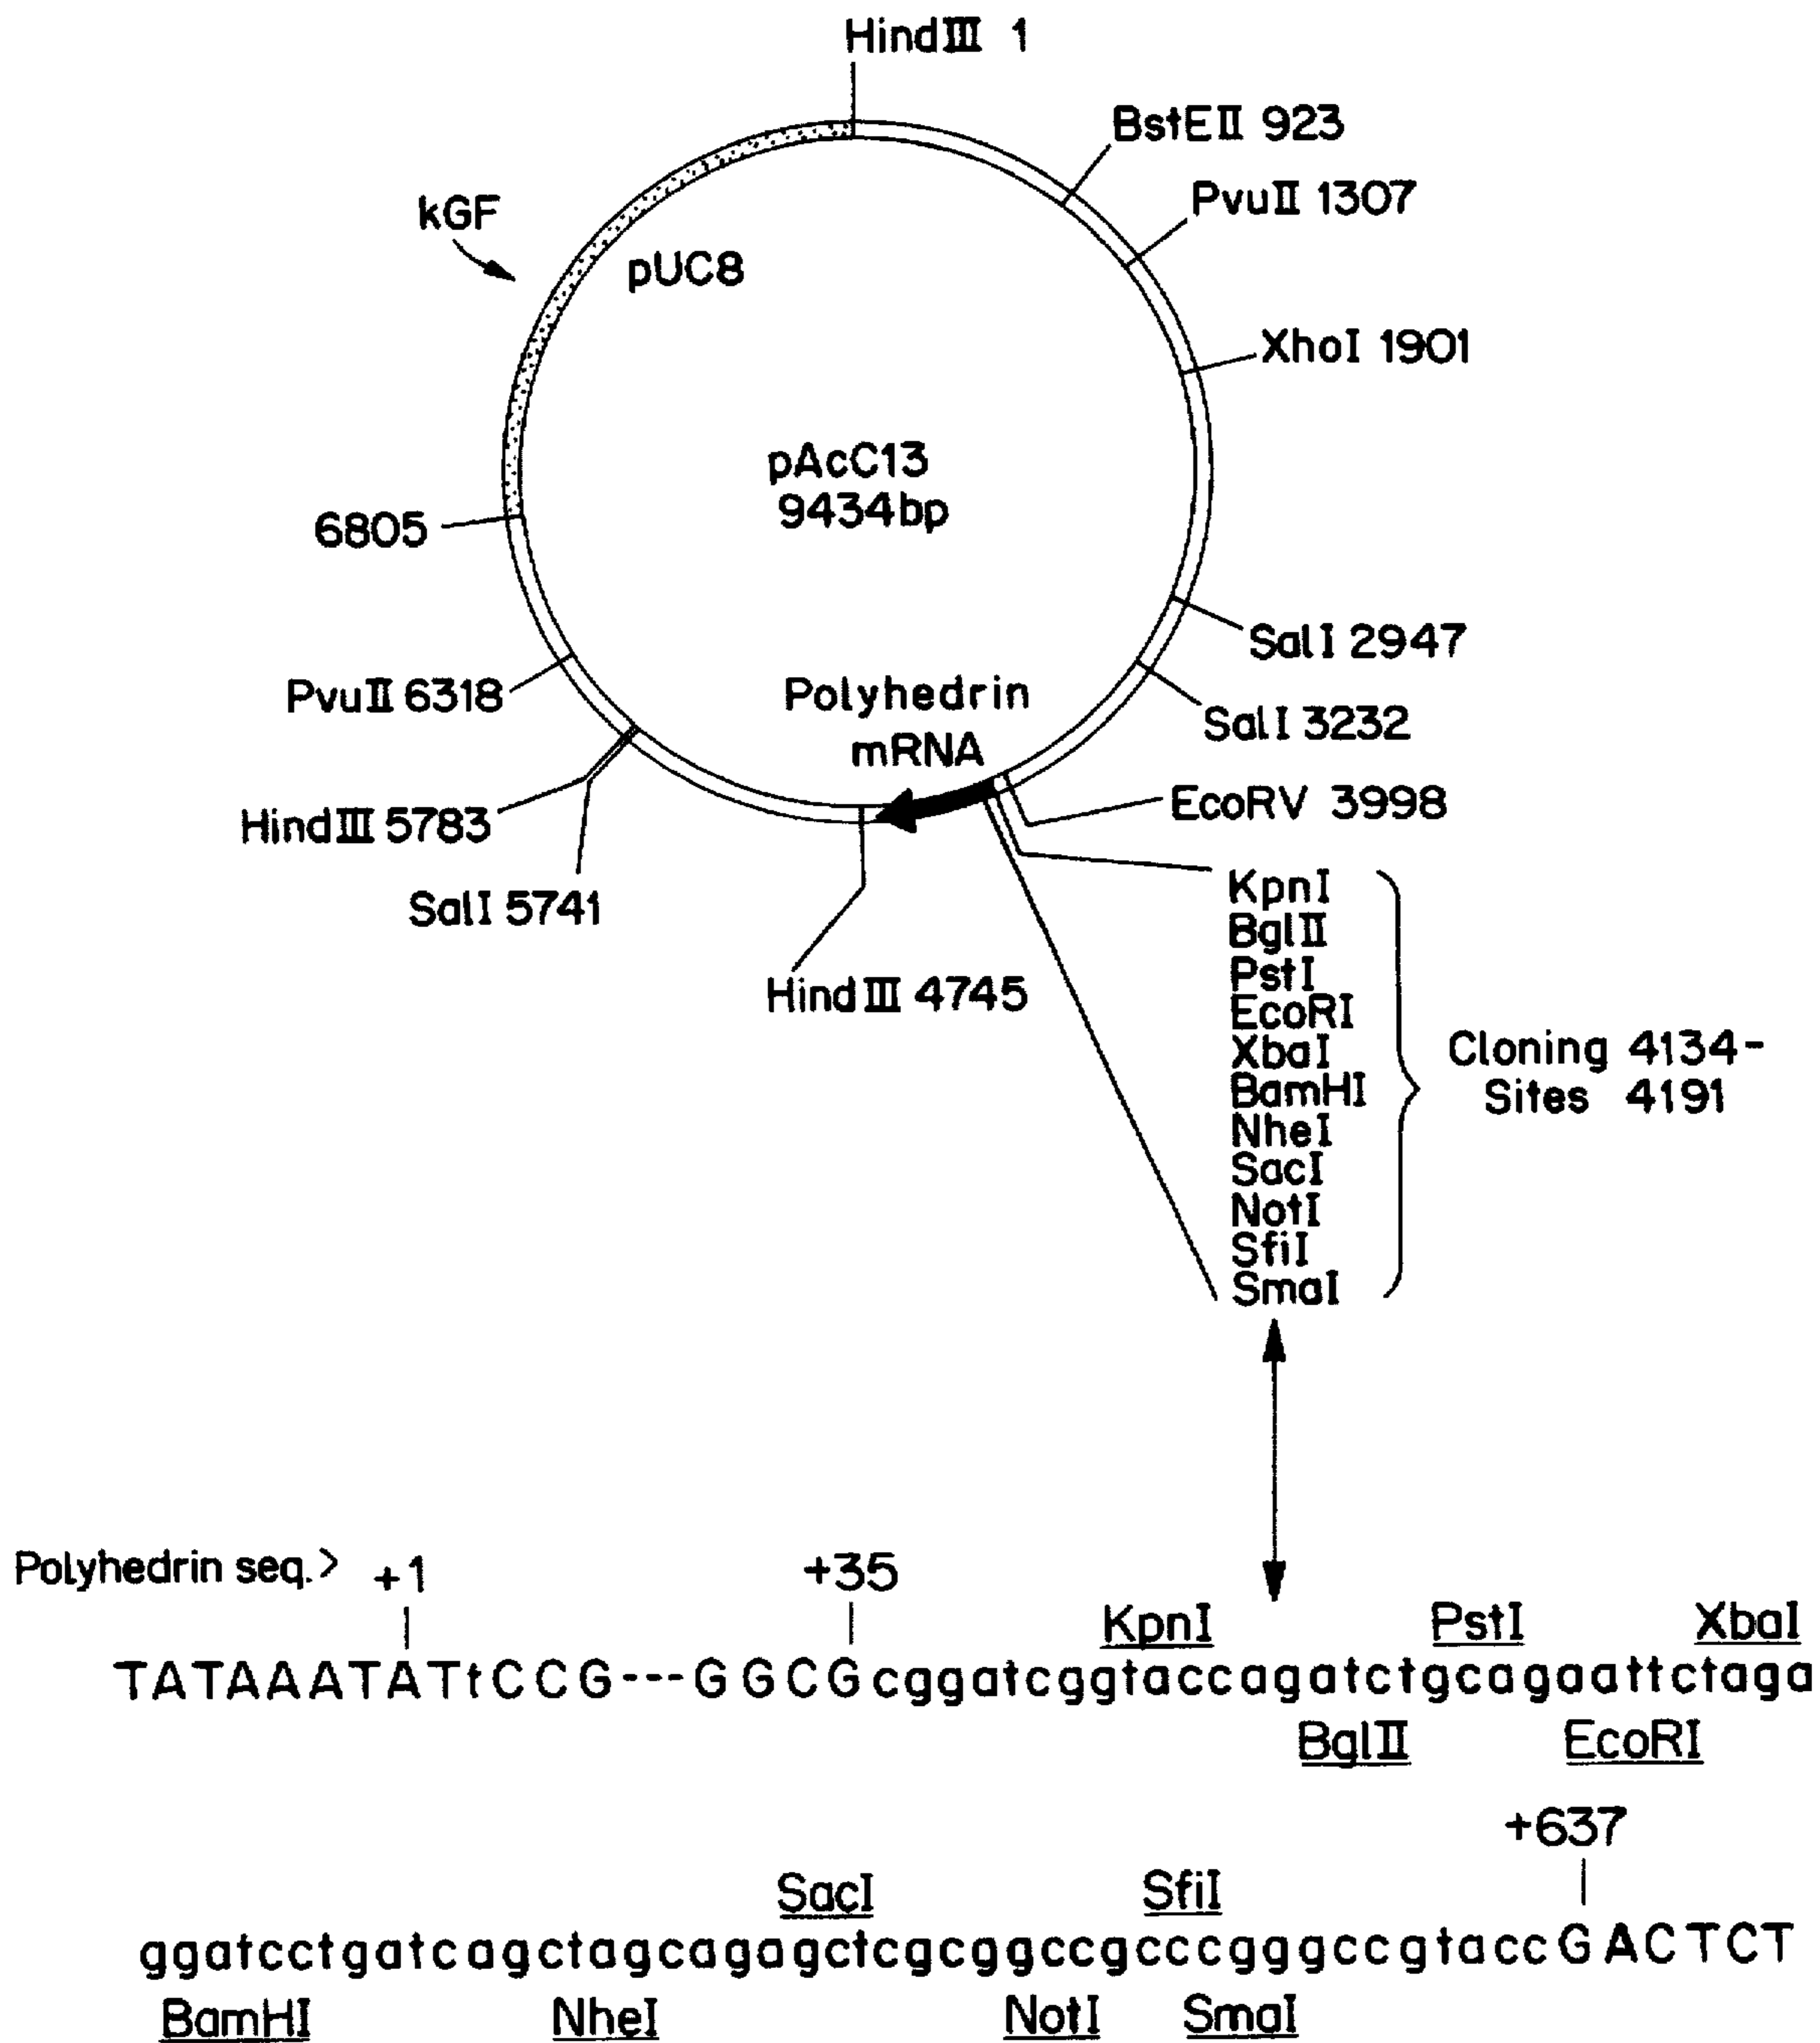 HindIII 1
BstEII 923
PvuII 1307
kGF
pUC8
XhoI 1901
pAcC13
9434bp
6805
SalI 2947
PvuII 6318
Polyhedrin
mRNA
SalI 3232
EcoRV 3998
HindIII 5783
SalI 5741
HindIII 4745
KpnI
BglII
PstI
EcoRI
XbaI
BamHI
NheI
SacI
NotI
SfiI
SmaI
Cloning 4134-
Sites 4191
Polyhedrin seq.> +1 +35
KpnI PstI XbaI
TATAAATATtCCG---GGCGcggatcggtaccagatctgcagaattctaga
BglII EcoRI
+637
SacI SfiI
ggatcctgatcagctagcagagctcgcggccgcccgggccgtaccGACTCT
BamHI NheI NotI SmaI